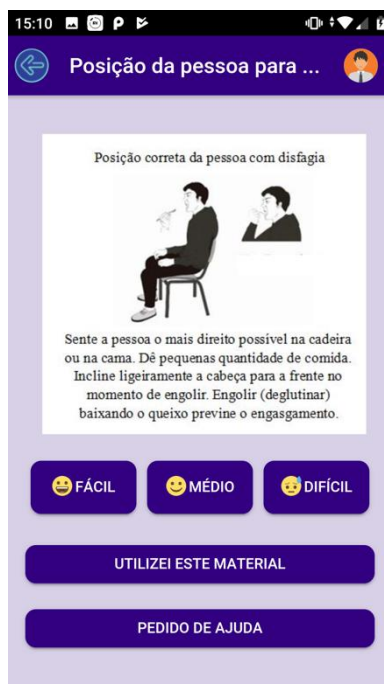 15:10
Posição da pessoa para ...
Posição correta da pessoa com disfagia
Sente a pessoa o mais direito possível na cadeira
ou na cama. Dê pequenas quantidade de comida.
Incline ligeiramente a cabeça para a frente no
momento de engolir. Engolir (deglutinar)
baixando o queixo previne o engasgamento.
FÁCIL
MÉDIO
DIFÍCIL
UTILIZEI ESTE MATERIAL
PEDIDO DE AJUDA